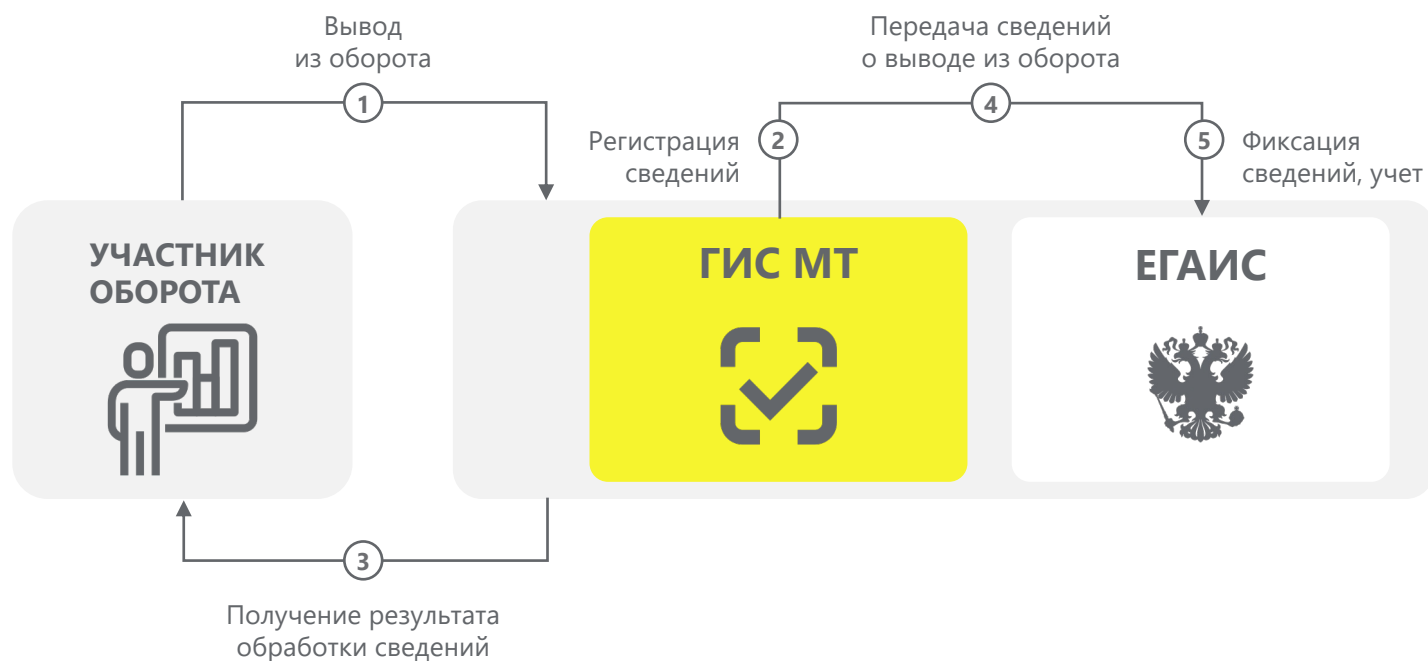 Вывод
из оборота
1
Передача сведений
о выводе из оборота
4
Регистрация
сведений
2
5
Фиксация
сведений, учет
УЧАСТНИК
ОБОРОТА
ГИС МТ
ЕГАИС
3
Получение результата
обработки сведений